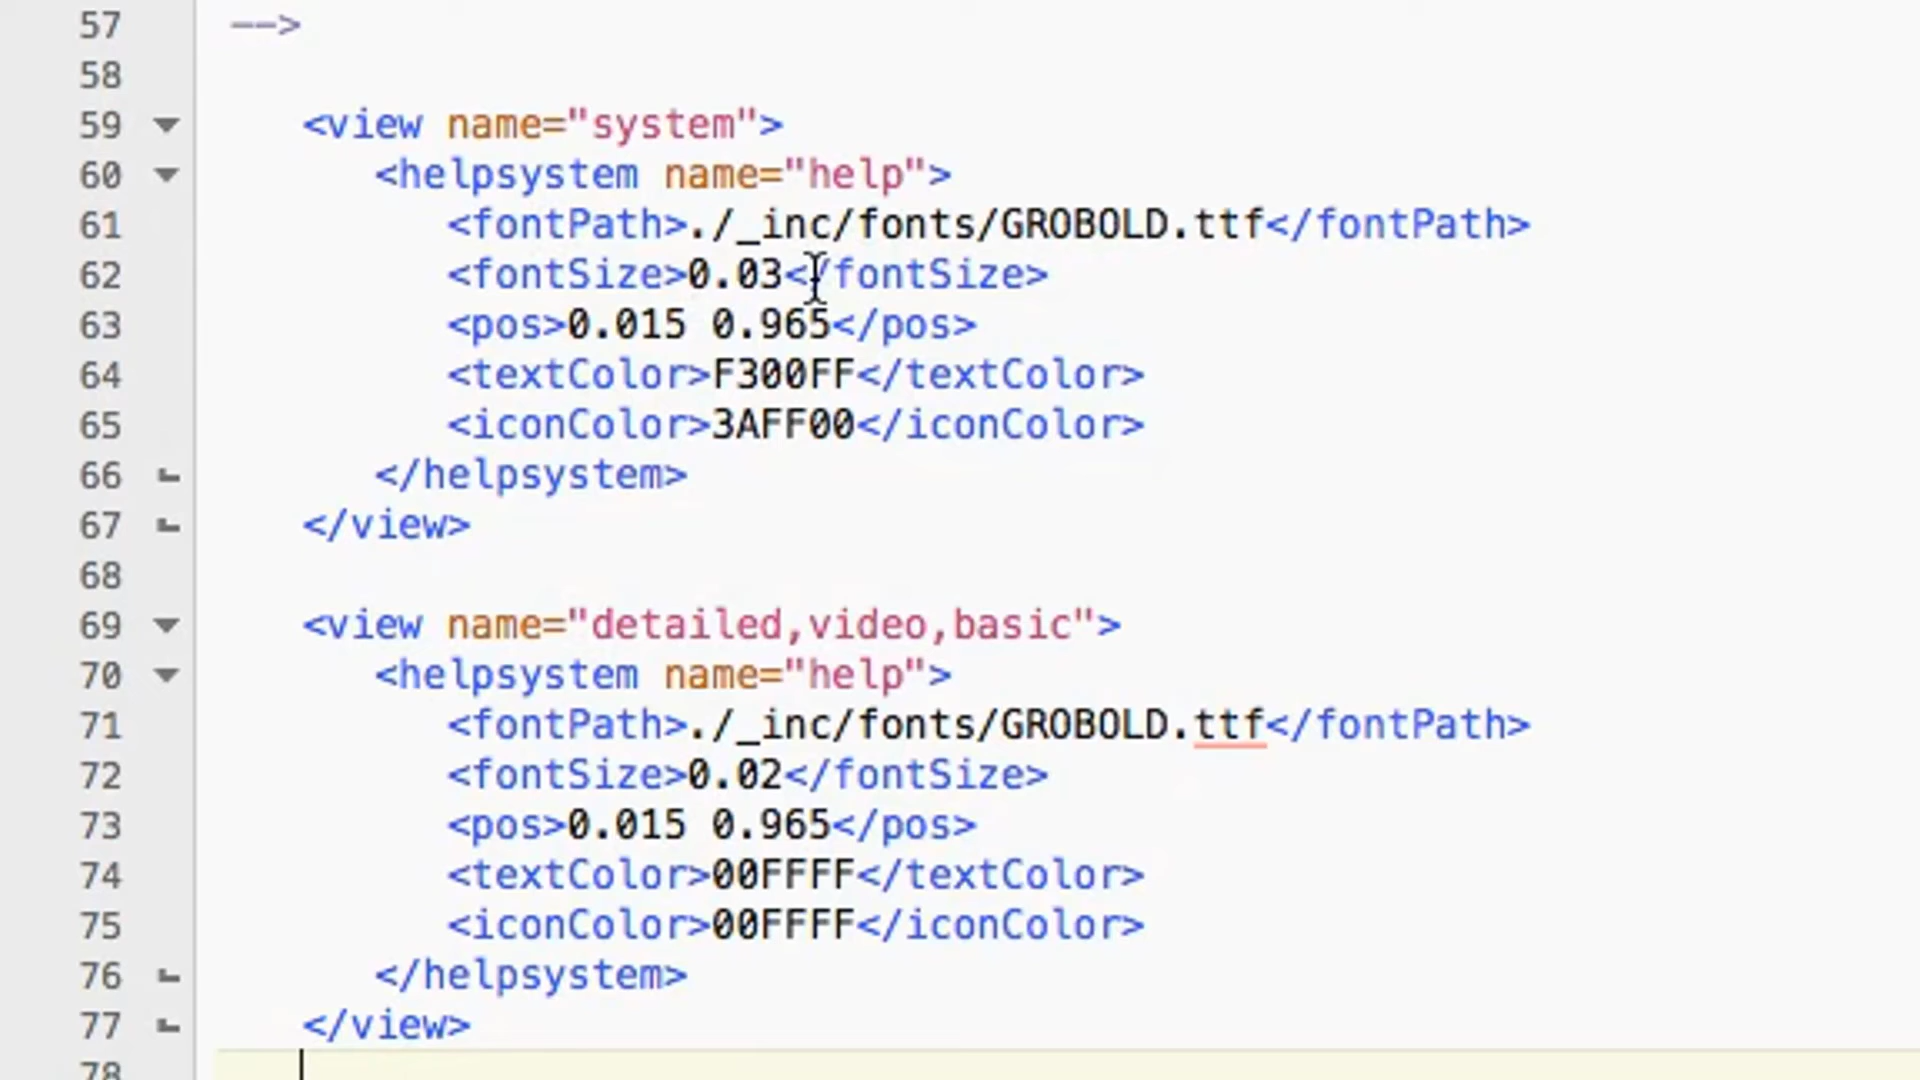 57 -->
58
59 <view name="system">
60 <helpsystem name="help">
61 <fontPath>./_inc/fonts/GROBOLD.ttf</fontPath>
62 <fontSize>0.03</fontSize>
63 <pos>0.015 0.965</pos>
64 <textColor>F300FF</textColor>
65 <iconColor>3AFF00</iconColor>
66 </helpsystem>
67 </view>
68
69 <view name="detailed,video,basic">
70 <helpsystem name="help">
71 <fontPath>./_inc/fonts/GROBOLD.ttf</fontPath>
72 <fontSize>0.02</fontSize>
73 <pos>0.015 0.965</pos>
74 <textColor>00FFFF</textColor>
75 <iconColor>00FFFF</iconColor>
76 </helpsystem>
77 </view>
78